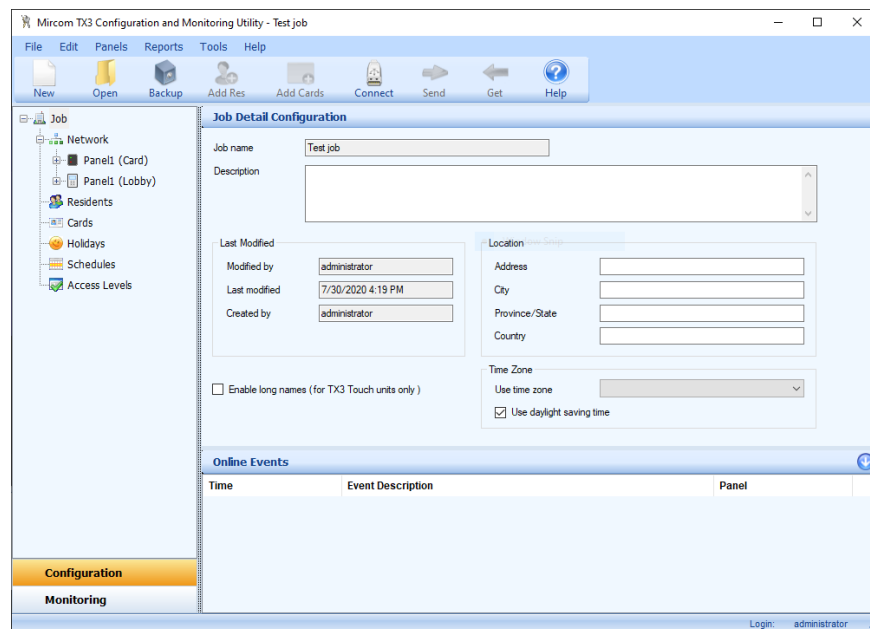 Mircom TX3 Configuration and Monitoring Utility - Test job
File Edit Panels Reports Tools Help
New Open Backup Add Res Add Cards Connect Send Get Help
Job
Network
Panel1 (Card)
Panel1 (Lobby)
Residents
Cards
Holidays
Schedules
Access Levels
Configuration
Monitoring
Job Detail Configuration
Job name Test job
Description
Last Modified
Modified by administrator
Last modified 7/30/2020 4:19 PM
Created by administrator
Location
Address
City
Province/State
Country
Enable long names (for TX3 Touch units only )
Time Zone
Use time zone
Use daylight saving time
Online Events
Time Event Description Panel
Login: administrator